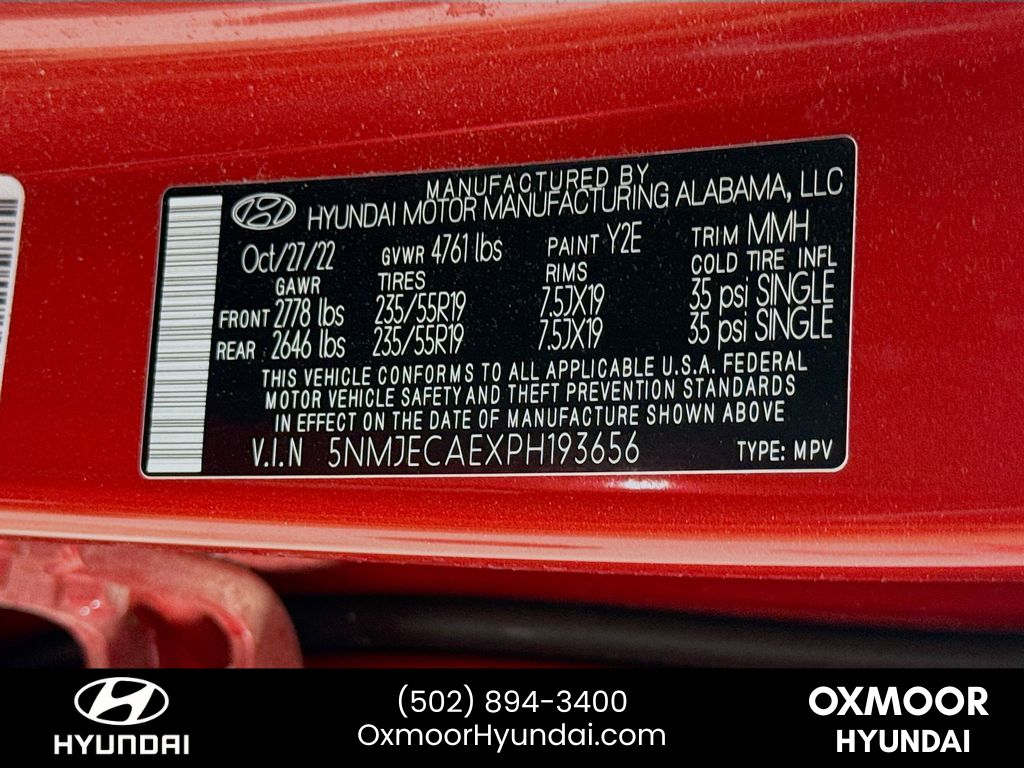 MANUFACTURED BY
HYUNDAI MOTOR MANUFACTURING ALABAMA, LLC
Oct/27/22 GVWR 4761 lbs PAINT Y2E TRIM MMH
GAWR TIRES RIMS COLD TIRE INFL
FRONT 2778 lbs 235/55R19 7.5JX19 35 psi SINGLE
REAR 2646 lbs 235/55R19 7.5JX19 35 psi SINGLE
THIS VEHICLE CONFORMS TO ALL APPLICABLE U.S.A. FEDERAL
MOTOR VEHICLE SAFETY AND THEFT PREVENTION STANDARDS
IN EFFECT ON THE DATE OF MANUFACTURE SHOWN ABOVE
V.I.N 5NMJECAEXPH193656 TYPE: MPV
HYUNDAI
(502) 894-3400
OxmoorHyundai.com
OXMOOR
HYUNDAI